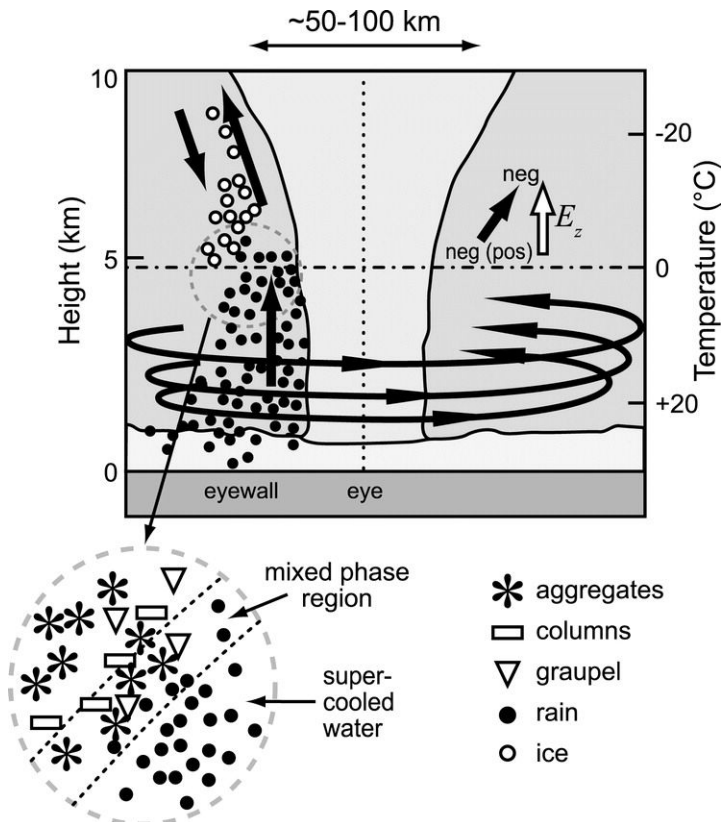 ~50-100 km
10
5
0
Height (km)
-20
0
+20
Temperature (°C)
neg
E_z
neg (pos)
eyewall
eye
mixed phase
region
super-
cooled
water
aggregates
columns
graupel
rain
ice